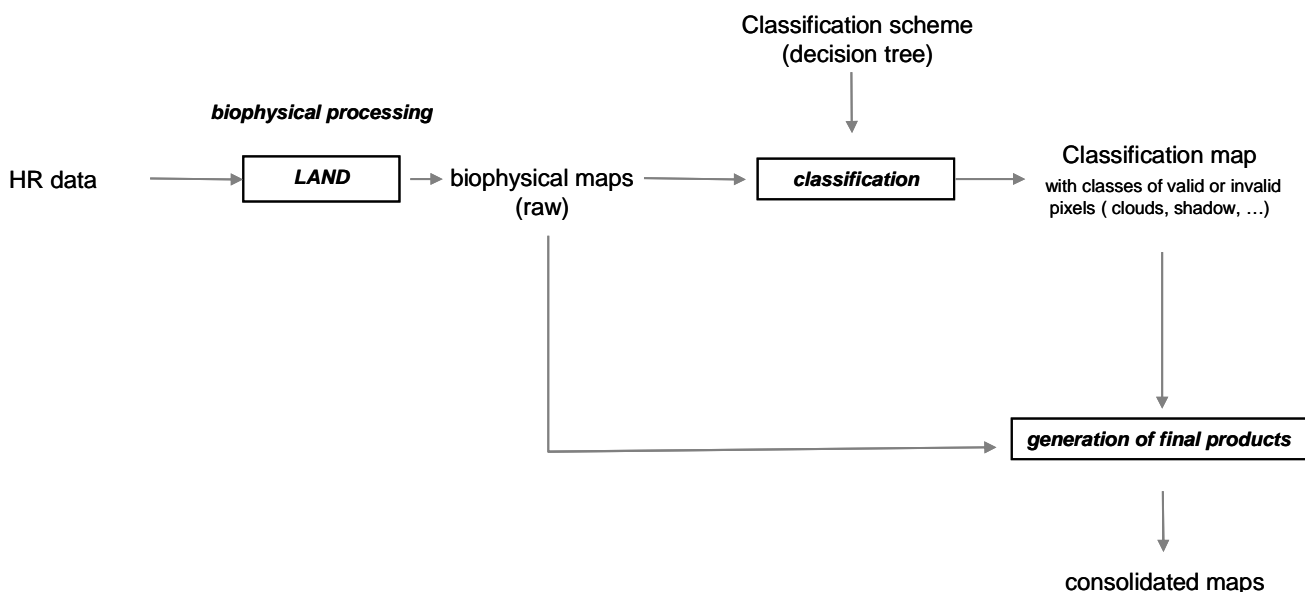 Classification scheme
(decision tree)
biophysical processing
HR data
LAND
biophysical maps
(raw)
classification
Classification map
with classes of valid or invalid
pixels ( clouds, shadow, …)
generation of final products
consolidated maps